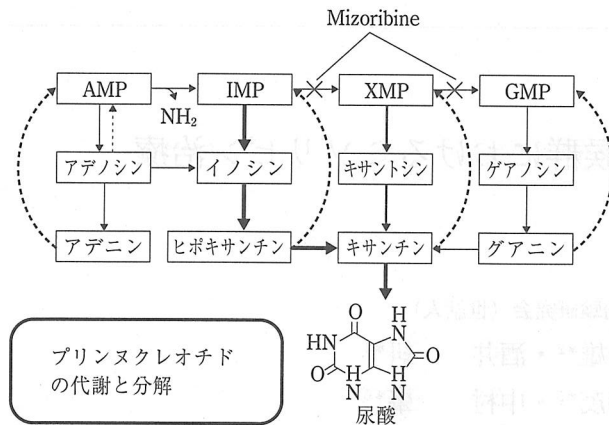 Mizoribine
AMP
IMP
XMP
GMP
NH2
アデノシン
イノシン
キサントシン
グアノシン
アデニン
ヒポキサンチン
キサンチン
グアニン
プリンヌクレオチド
の代謝と分解
O
H
N
HN
O
O
H
N
H
N
尿酸